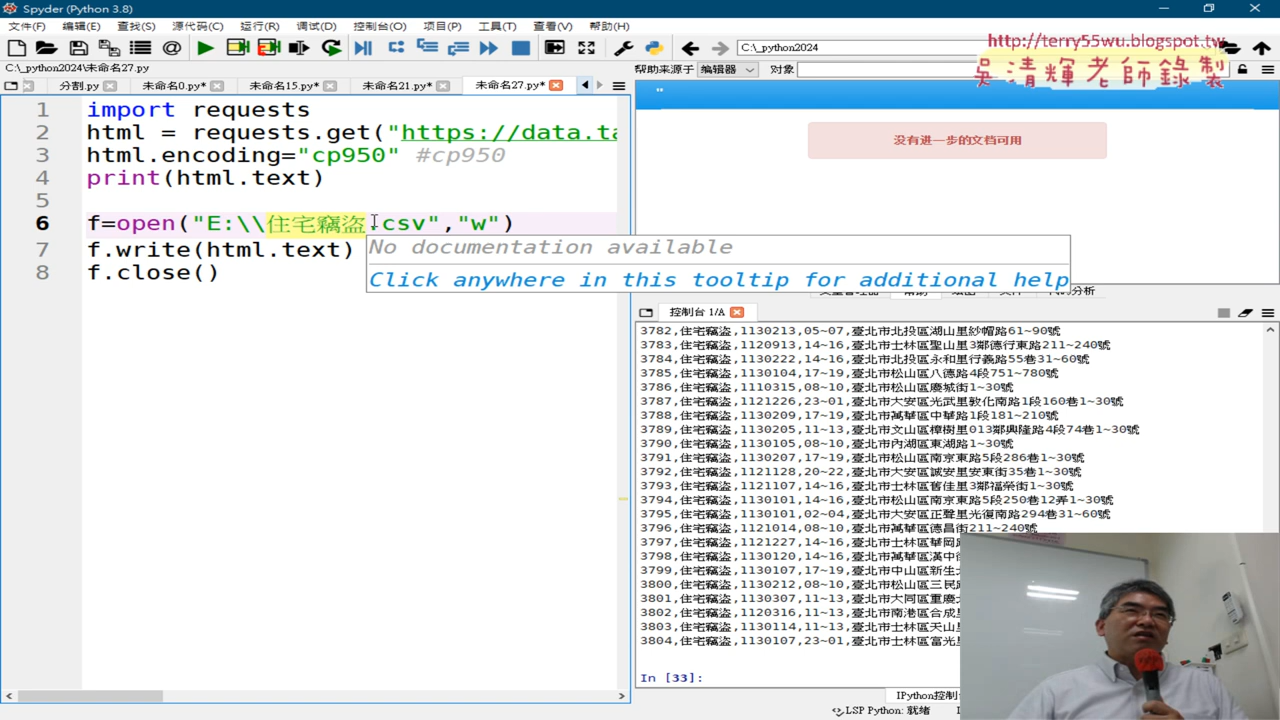 Spyder (Python 3.8)
文件(F) 编辑(E) 查找(S) 源代码(C) 运行(R) 调试(D) 控制台(O) 项目(P) 工具(T) 查看(V) 帮助(H)
C:\_python2024
http://terry55wu.blogspot.tw
吳清輝老師錄製
C:\_python2024\未命名27.py
帮助来源于 编辑器 对象
分割.py 未命名0.py* 未命名15.py* 未命名21.py* 未命名27.py*
1 import requests
2 html = requests.get("https://data.ta
3 html.encoding="cp950" #cp950
4 print(html.text)
5
6 f=open("E:\\住宅竊盜.csv","w")
7 f.write(html.text)
8 f.close()
No documentation available
Click anywhere in this tooltip for additional help
没有进一步的文档可用
控制台 1/A
3782,住宅竊盜,1130213,05~07,臺北市北投區湖山里紗帽路61~90號
3783,住宅竊盜,1120913,14~16,臺北市士林區聖山里3鄰德行東路211~240號
3784,住宅竊盜,1130222,14~16,臺北市北投區永和里行義路55巷31~60號
3785,住宅竊盜,1130104,17~19,臺北市松山區八德路4段751~780號
3786,住宅竊盜,1110315,08~10,臺北市松山區慶城街1~30號
3787,住宅竊盜,1121226,23~01,臺北市大安區光武里敦化南路1段160巷1~30號
3788,住宅竊盜,1130209,17~19,臺北市萬華區中華路1段181~210號
3789,住宅竊盜,1130205,11~13,臺北市文山區樟樹里013鄰興隆路4段74巷1~30號
3790,住宅竊盜,1130105,08~10,臺北市內湖區東湖路1~30號
3791,住宅竊盜,1130207,17~19,臺北市松山區南京東路5段286巷1~30號
3792,住宅竊盜,1121128,20~22,臺北市大安區誠安里安東街35巷1~30號
3793,住宅竊盜,1121107,14~16,臺北市士林區舊佳里3鄰福榮街1~30號
3794,住宅竊盜,1130101,14~16,臺北市松山區南京東路5段250巷12弄1~30號
3795,住宅竊盜,1130101,02~04,臺北市大安區正聲里光復南路294巷31~60號
3796,住宅竊盜,1121014,08~10,臺北市萬華區德昌街211~240號
3797,住宅竊盜,1121227,14~16,臺北市士林區華岡
3798,住宅竊盜,1130120,14~16,臺北市萬華區漢中
3799,住宅竊盜,1130107,17~19,臺北市中山區新生
3800,住宅竊盜,1130212,08~10,臺北市松山區三民
3801,住宅竊盜,1130307,11~13,臺北市大同區重慶
3802,住宅竊盜,1120316,11~13,臺北市南港區合成
3803,住宅竊盜,1130114,11~13,臺北市士林區天山
3804,住宅竊盜,1130107,23~01,臺北市士林區富光
In [33]:
IPython控制
LSP Python: 就绪